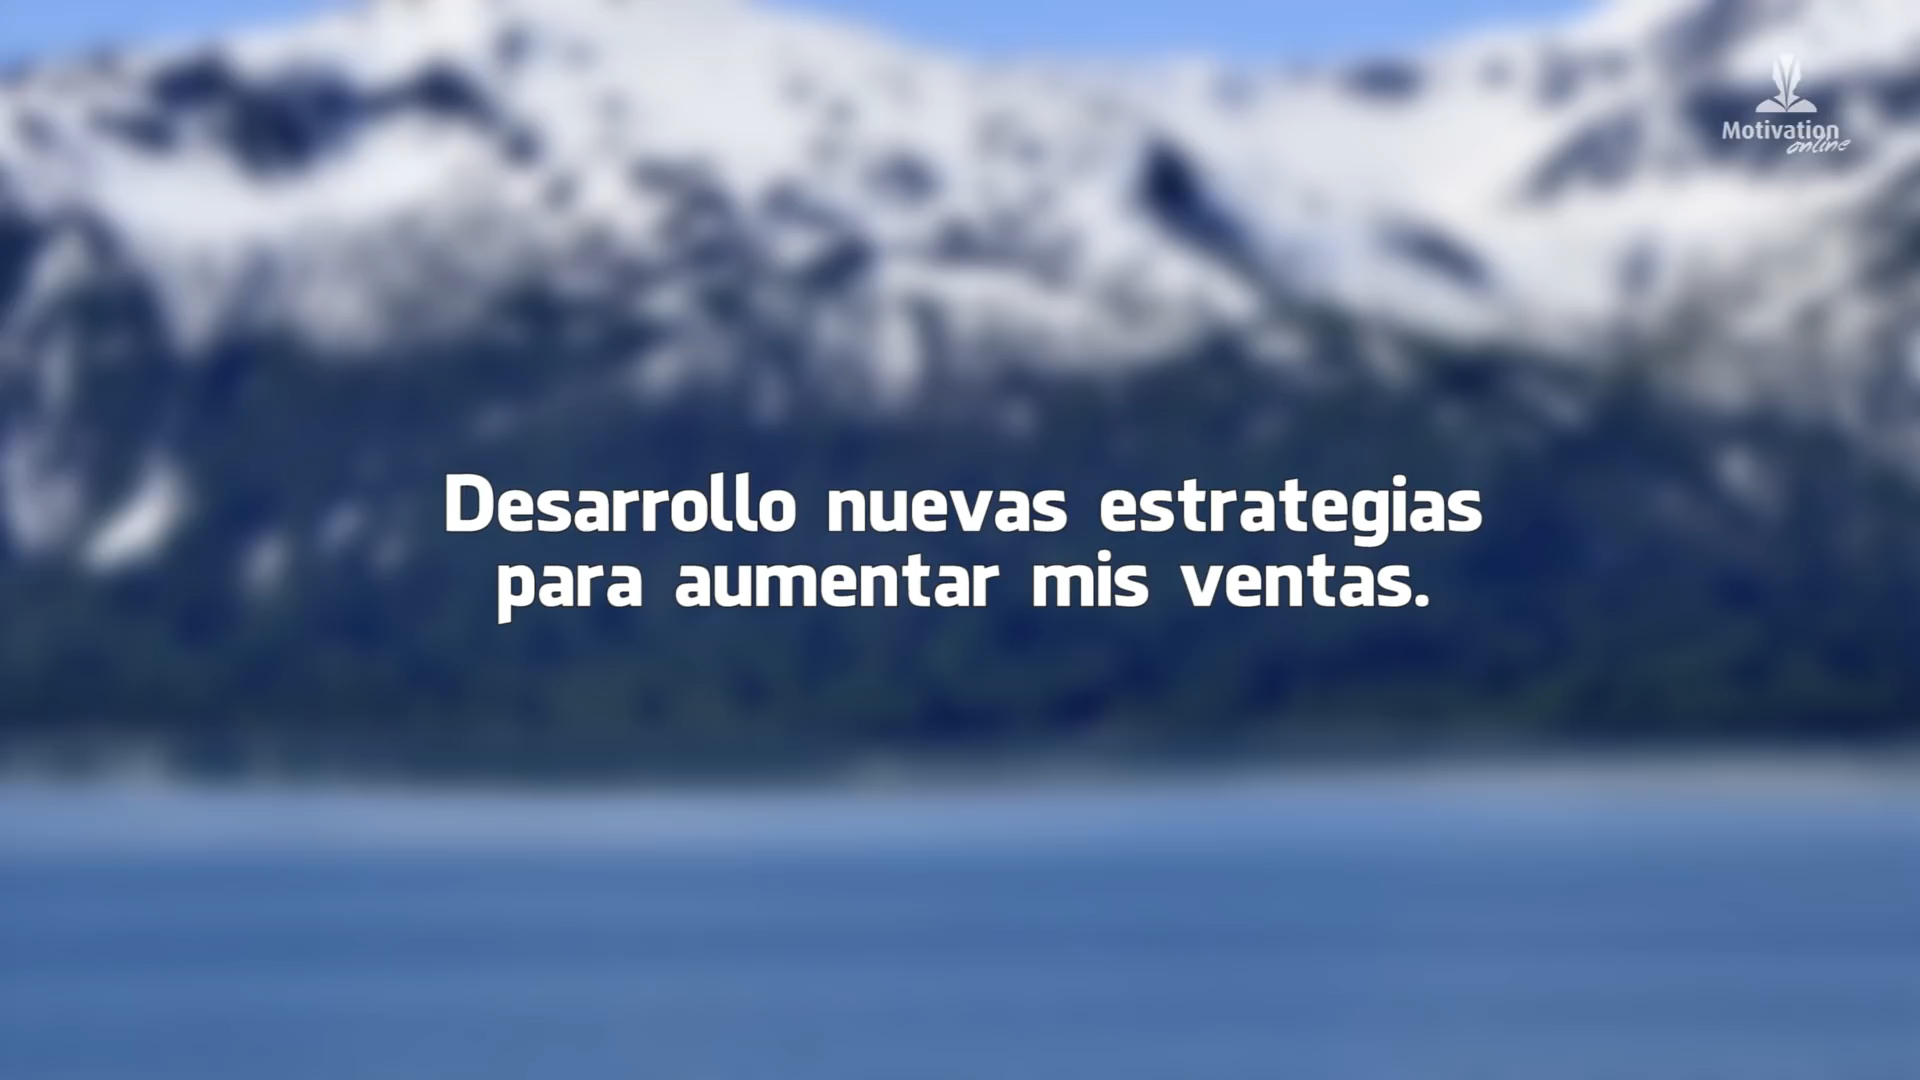 Motivation
online
Desarrollo nuevas estrategias
para aumentar mis ventas.